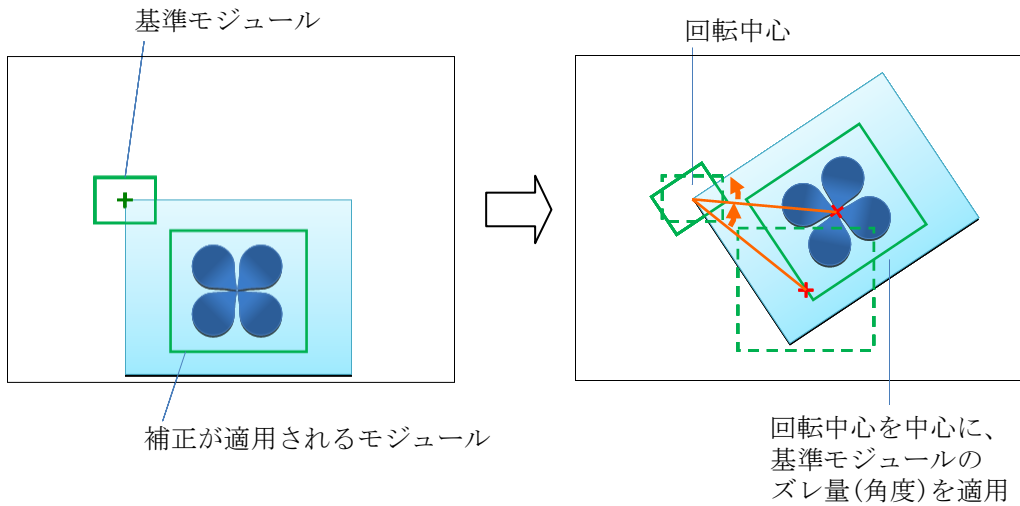 基準モジュール
回転中心
補正が適用されるモジュール
回転中心を中心に、
基準モジュールの
ズレ量(角度)を適用